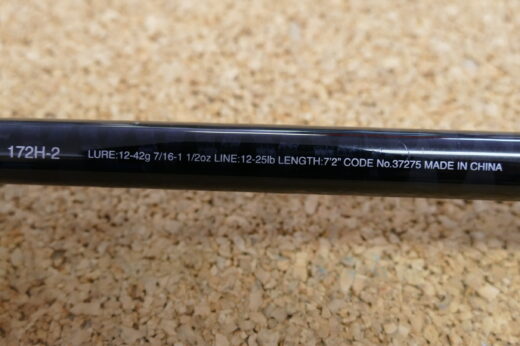 172H-2 LURE:12-42g 7/16-1 1/2oz LINE:12-25lb LENGTH:7'2" CODE No.37275 MADE IN CHINA